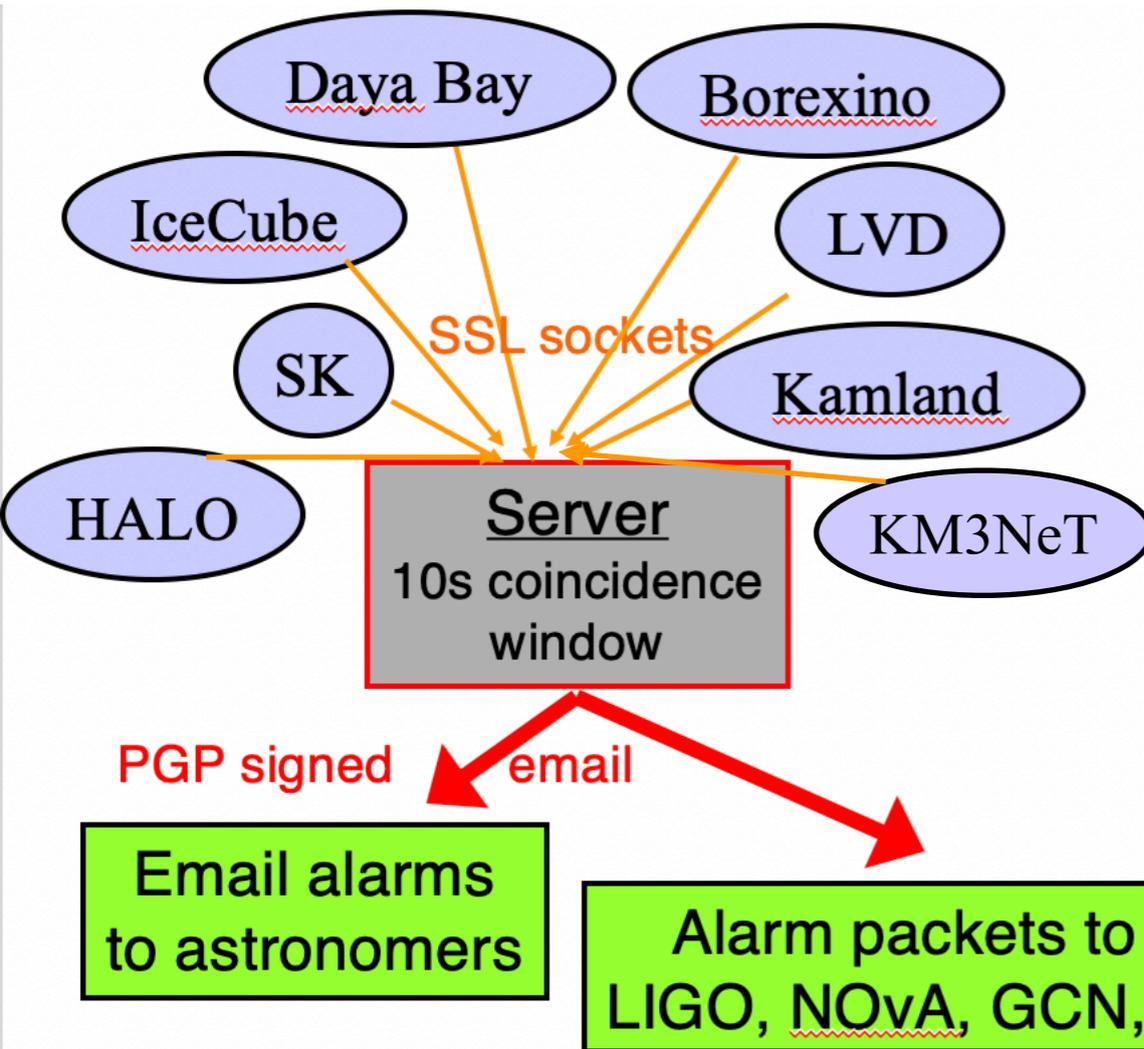 Daya Bay
Borexino
IceCube
LVD
SSL sockets
SK
Kamland
HALO
Server
10s coincidence
window
KM3NeT
PGP signed email
Email alarms
to astronomers
Alarm packets to
LIGO, NOvA, GCN,